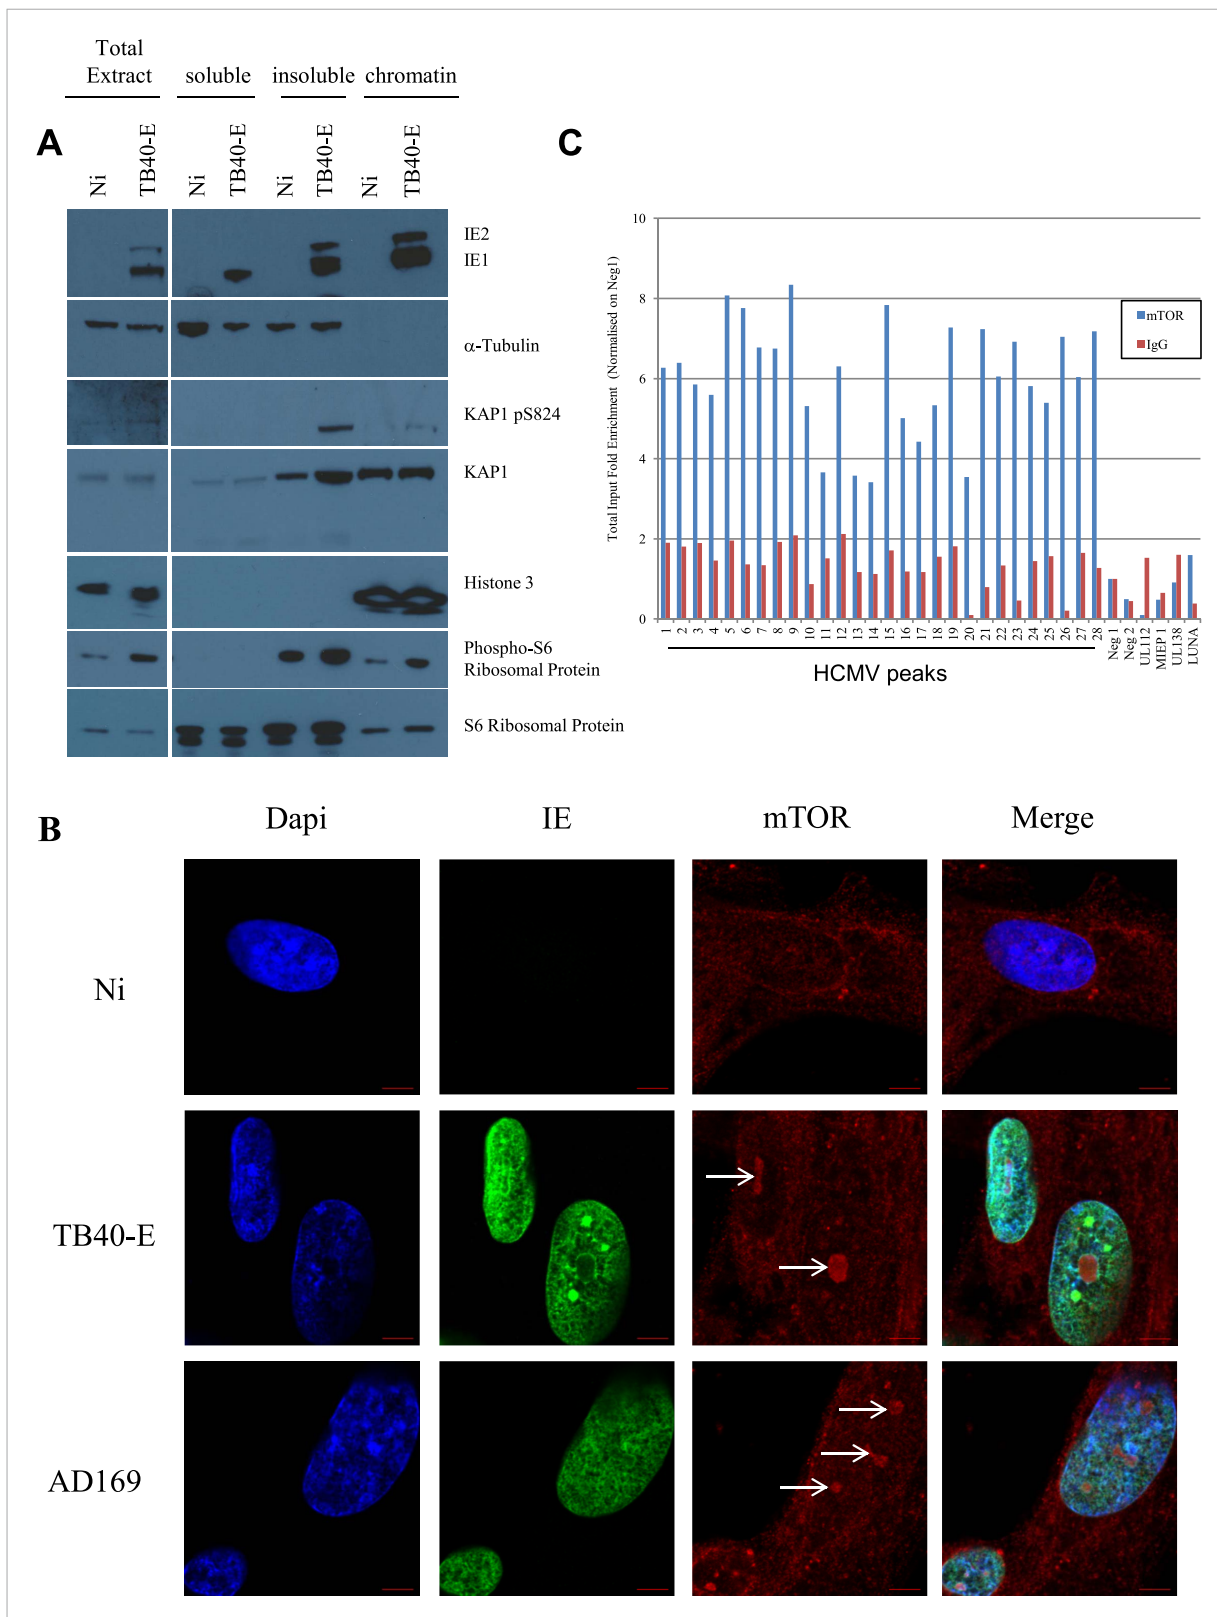 Total
Extract
soluble
insoluble
chromatin
A
Ni
TB40-E
Ni
TB40-E
Ni
TB40-E
Ni
TB40-E
IE2
IE1
α-Tubulin
KAP1 pS824
KAP1
Histone 3
Phospho-S6
Ribosomal Protein
S6 Ribosomal Protein
C
Total Input Fold Enrichment (Normalised on Neg1)
10
8
6
4
2
0
mTOR
IgG
1
2
3
4
5
6
7
8
9
10
11
12
13
14
15
16
17
18
19
20
21
22
23
24
25
26
27
28
Neg 1
Neg 2
UL112
MIEP 1
UL138
LUNA
HCMV peaks
B
Dapi
IE
mTOR
Merge
Ni
TB40-E
AD169